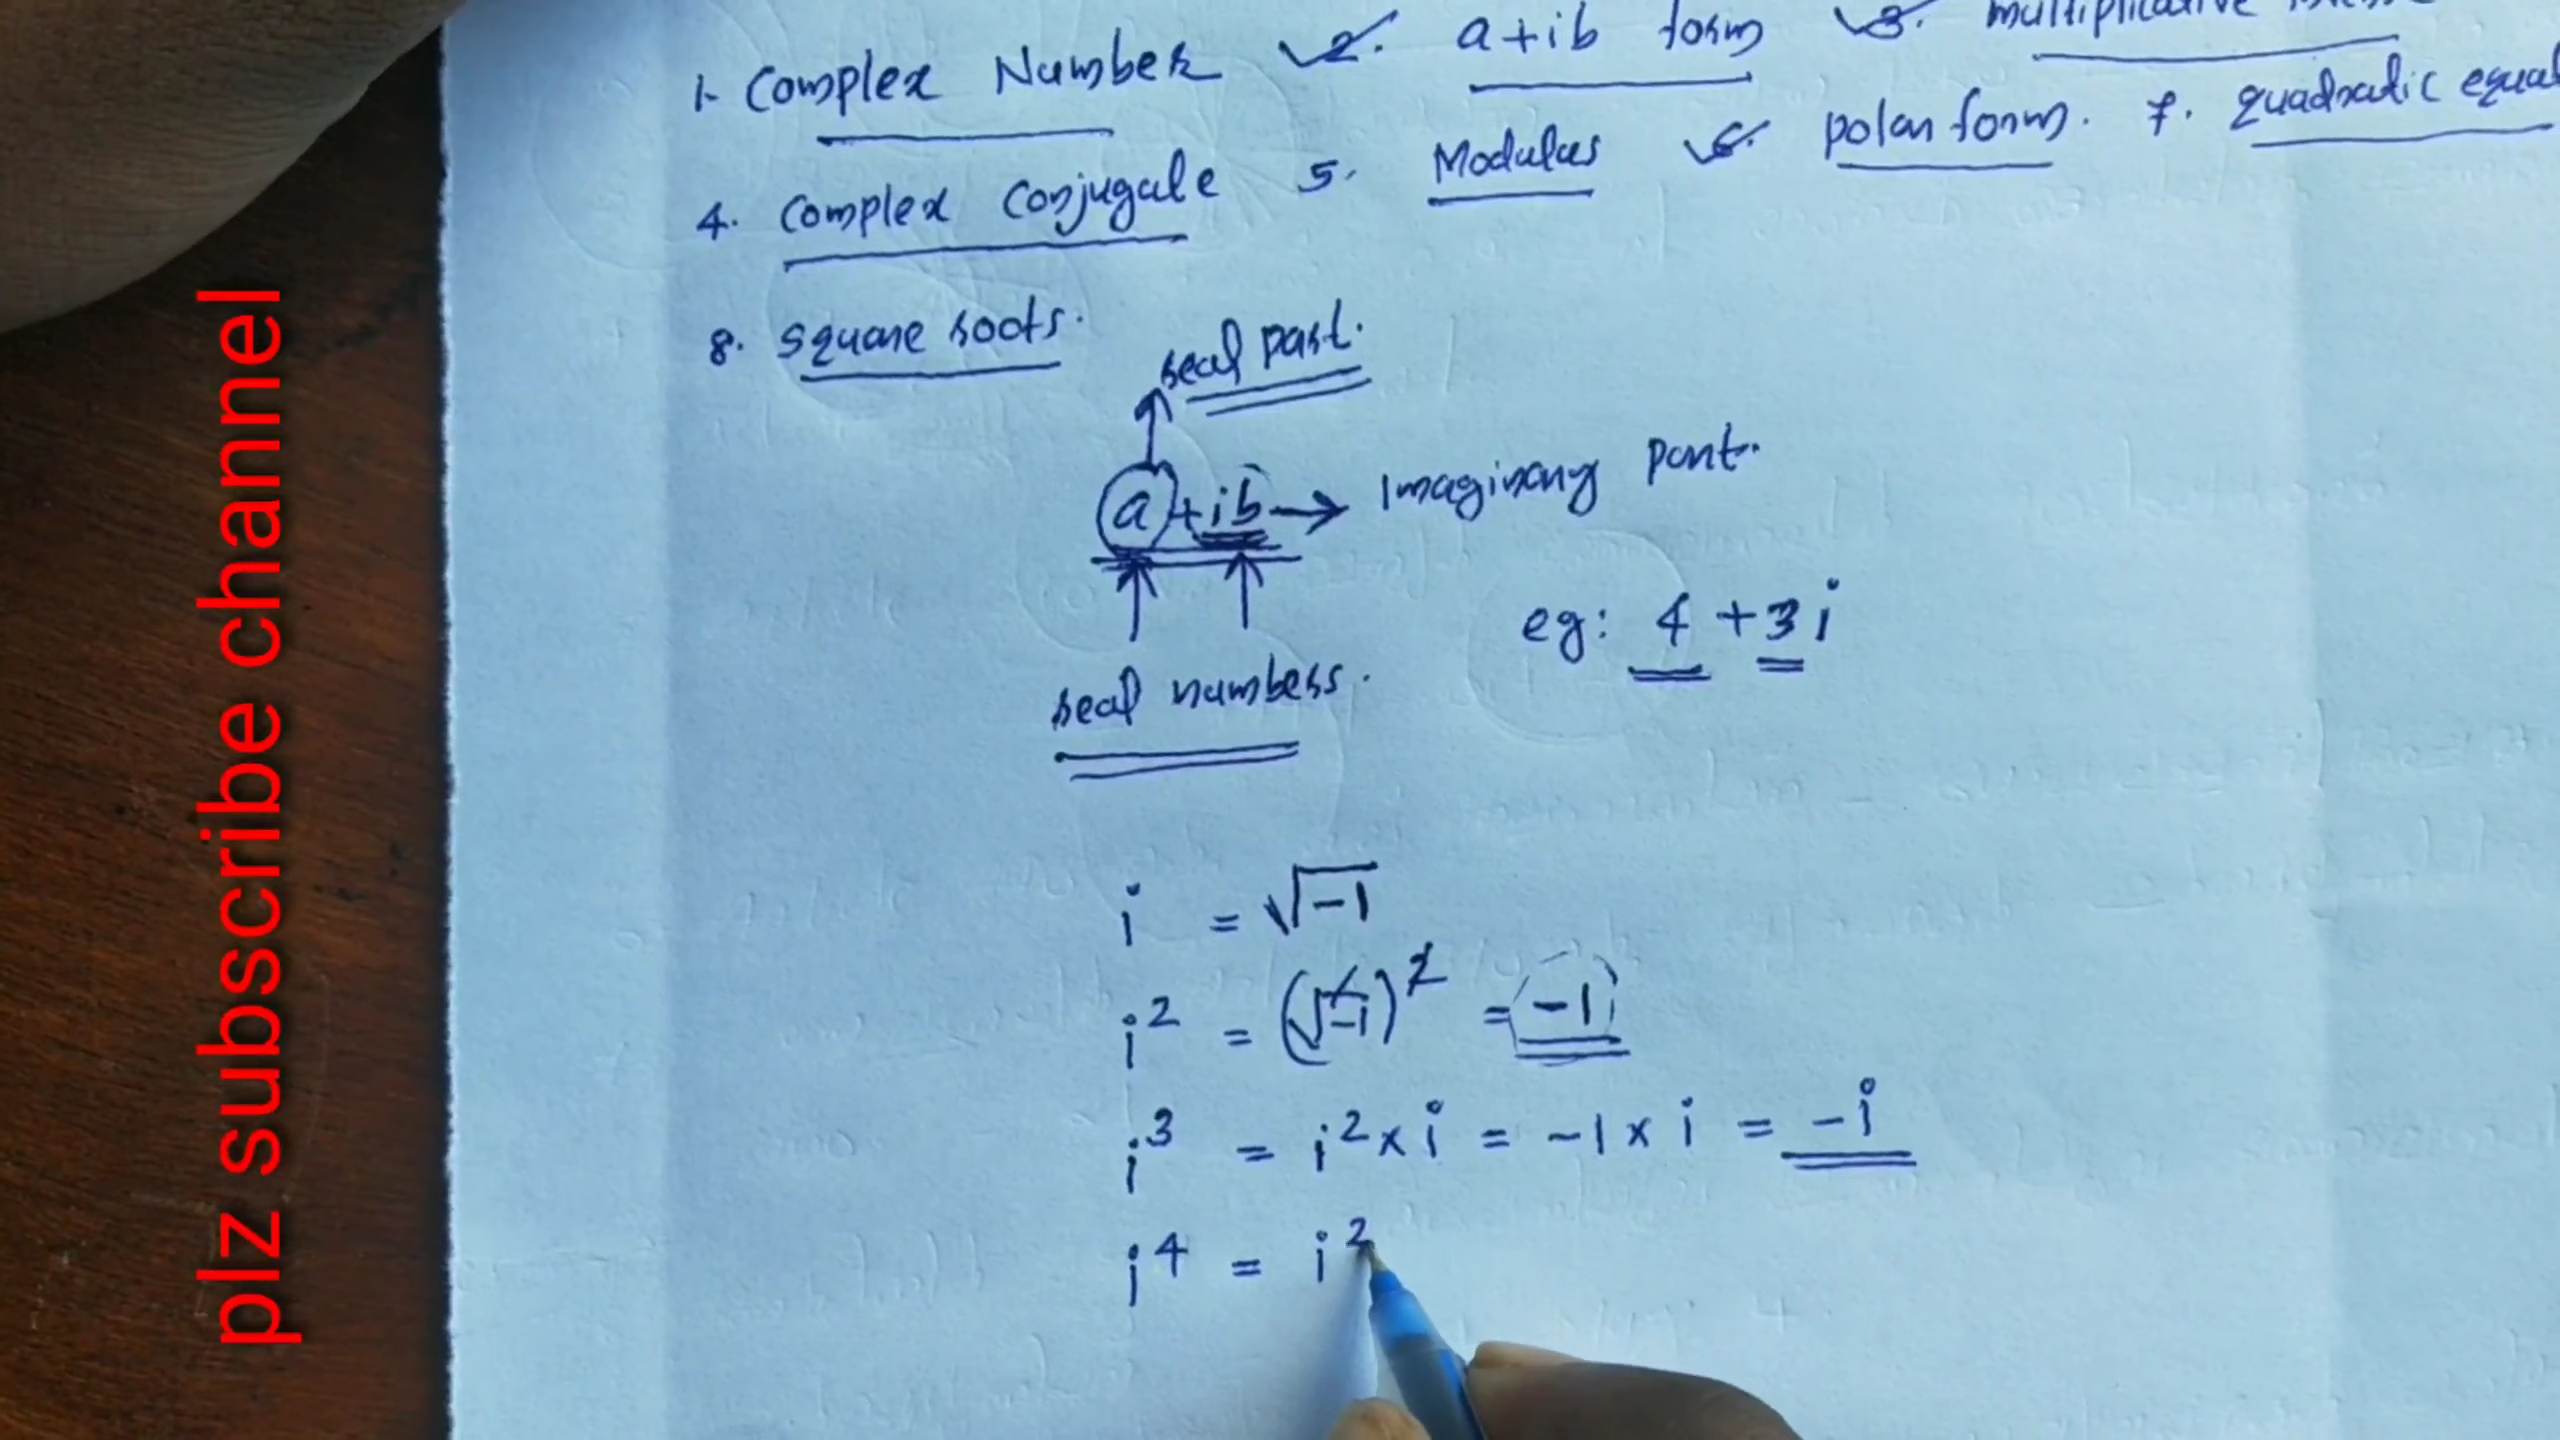 1. Complex Number 2. a+ib form 3. multiplicative
4. Complex Conjugate 5. Modulus 6. polar form. 7. quadratic
8. square roots.
real part.
a+ib → Imaginary part.
eg: 4 + 3i
real numbers.
i = √-1
i² = (√-1)² = -1
i³ = i² × i = -1 × i = -i
i⁴ = i²
plz subscribe channel